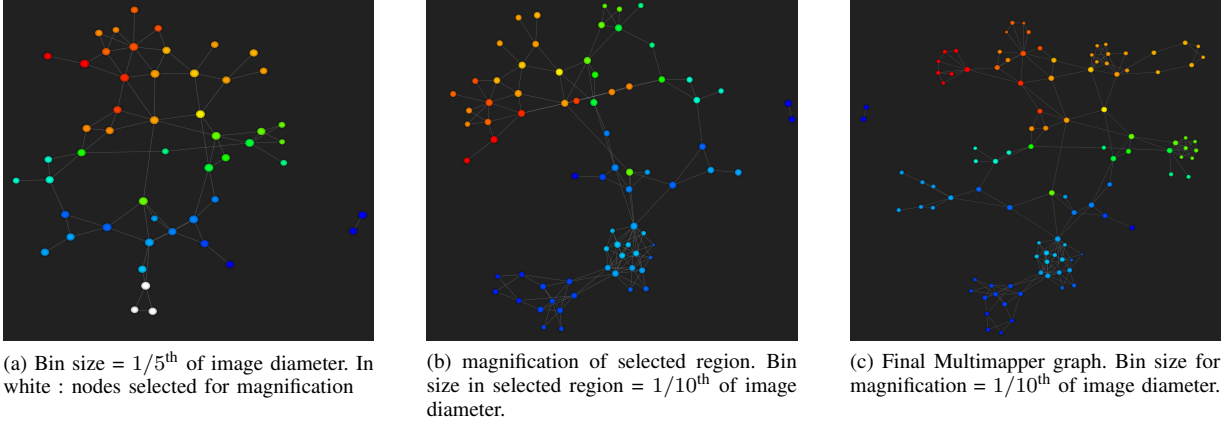 (a) Bin size = 1/5th of image diameter. In
white : nodes selected for magnification
(b) magnification of selected region. Bin
size in selected region = 1/10th of image
diameter.
(c) Final Multimapper graph. Bin size for
magnification = 1/10th of image diameter.